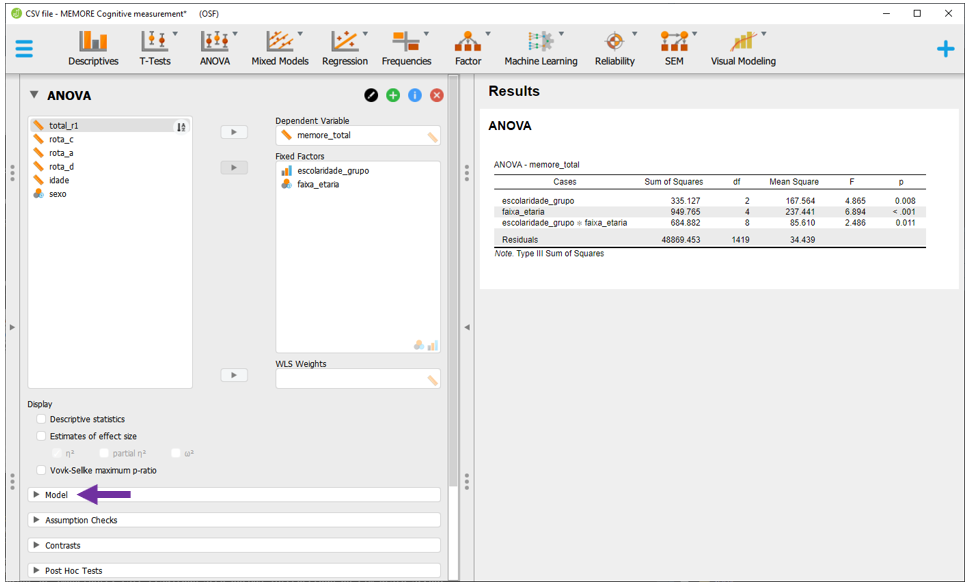 CSV file - MEMORE Cognitive measurement* (OSF)
Descriptives T-Tests ANOVA Mixed Models Regression Frequencies Factor Machine Learning Reliability SEM Visual Modeling
ANOVA
total_r1
rota_c
rota_a
rota_d
idade
sexo
Dependent Variable
memore_total
Fixed Factors
escolaridade_grupo
faixa_etaria
WLS Weights
Display
Descriptive statistics
Estimates of effect size
η² partial η² ω²
Vovk-Sellke maximum p-ratio
Model
Assumption Checks
Contrasts
Post Hoc Tests
Results
ANOVA
ANOVA - memore_total
Cases Sum of Squares df Mean Square F p
escolaridade_grupo 335.127 2 167.564 4.865 0.008
faixa_etaria 949.765 4 237.441 6.894 < .001
escolaridade_grupo ✻ faixa_etaria 684.882 8 85.610 2.486 0.011
Residuals 48869.453 1419 34.439
Note. Type III Sum of Squares